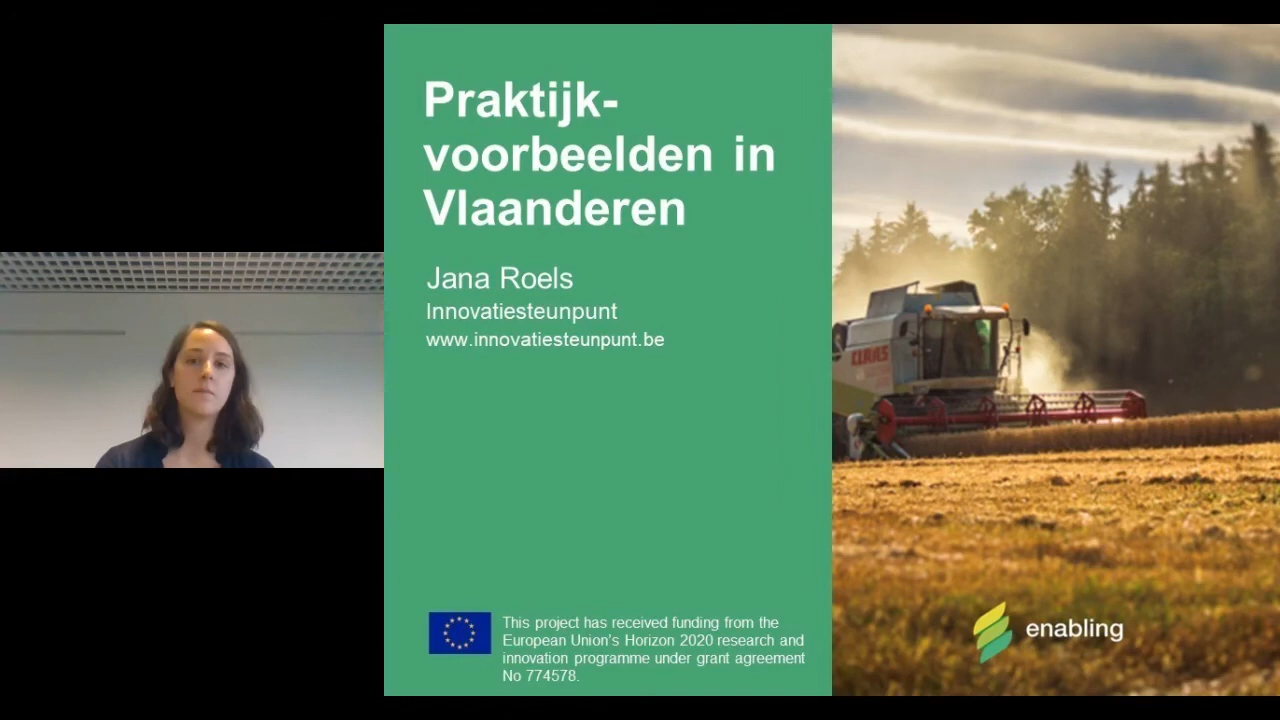 Praktijk-
voorbeelden in
Vlaanderen
Jana Roels
Innovatiesteunpunt
www.innovatiesteunpunt.be
This project has received funding from the
European Union's Horizon 2020 research and
innovation programme under grant agreement
No 774578.
CLAAS
enabling